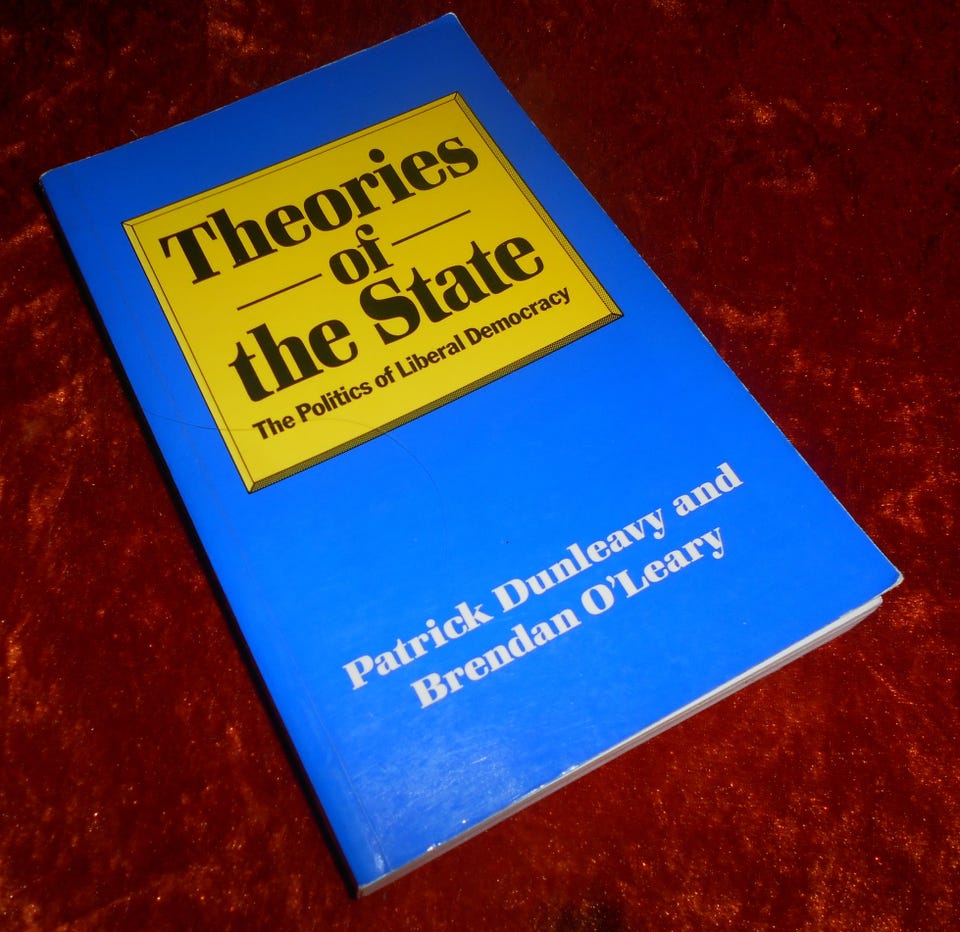 Theories
of
the State
The Politics of Liberal Democracy
Patrick Dunleavy and
Brendan O'Leary